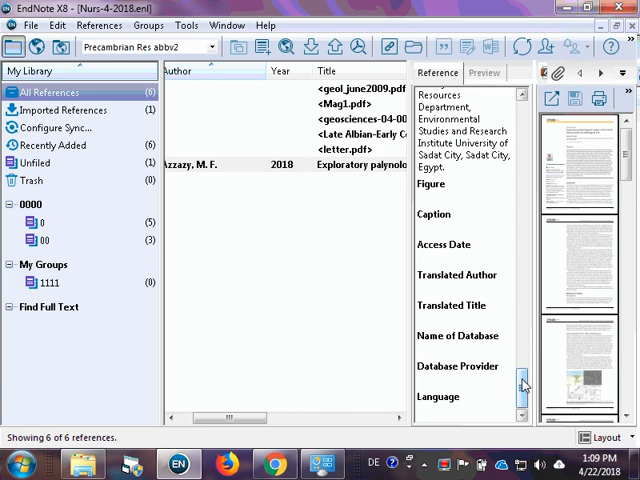 EndNote X8 - [Nurs-4-2018.enl]
File Edit References Groups Tools Window Help
Precambrian Res abbv2
My Library
All References (6)
Imported References (1)
Configure Sync...
Recently Added (6)
Unfiled (1)
Trash (0)
0000
0 (5)
00 (3)
My Groups
1111 (0)
Find Full Text
Author Year Title
<geol_june2009.pdf
<Mag1.pdf>
<geosciences-04-00
<Late Albian-Early C
<letter.pdf>
Azzazy, M. F. 2018 Exploratory palynolo
Reference Preview
Resources
Department,
Environmental
Studies and Research
Institute University of
Sadat City, Sadat City,
Egypt.
Figure
Caption
Access Date
Translated Author
Translated Title
Name of Database
Database Provider
Language
Showing 6 of 6 references.
Layout
EN
DE
1:09 PM
4/22/2018